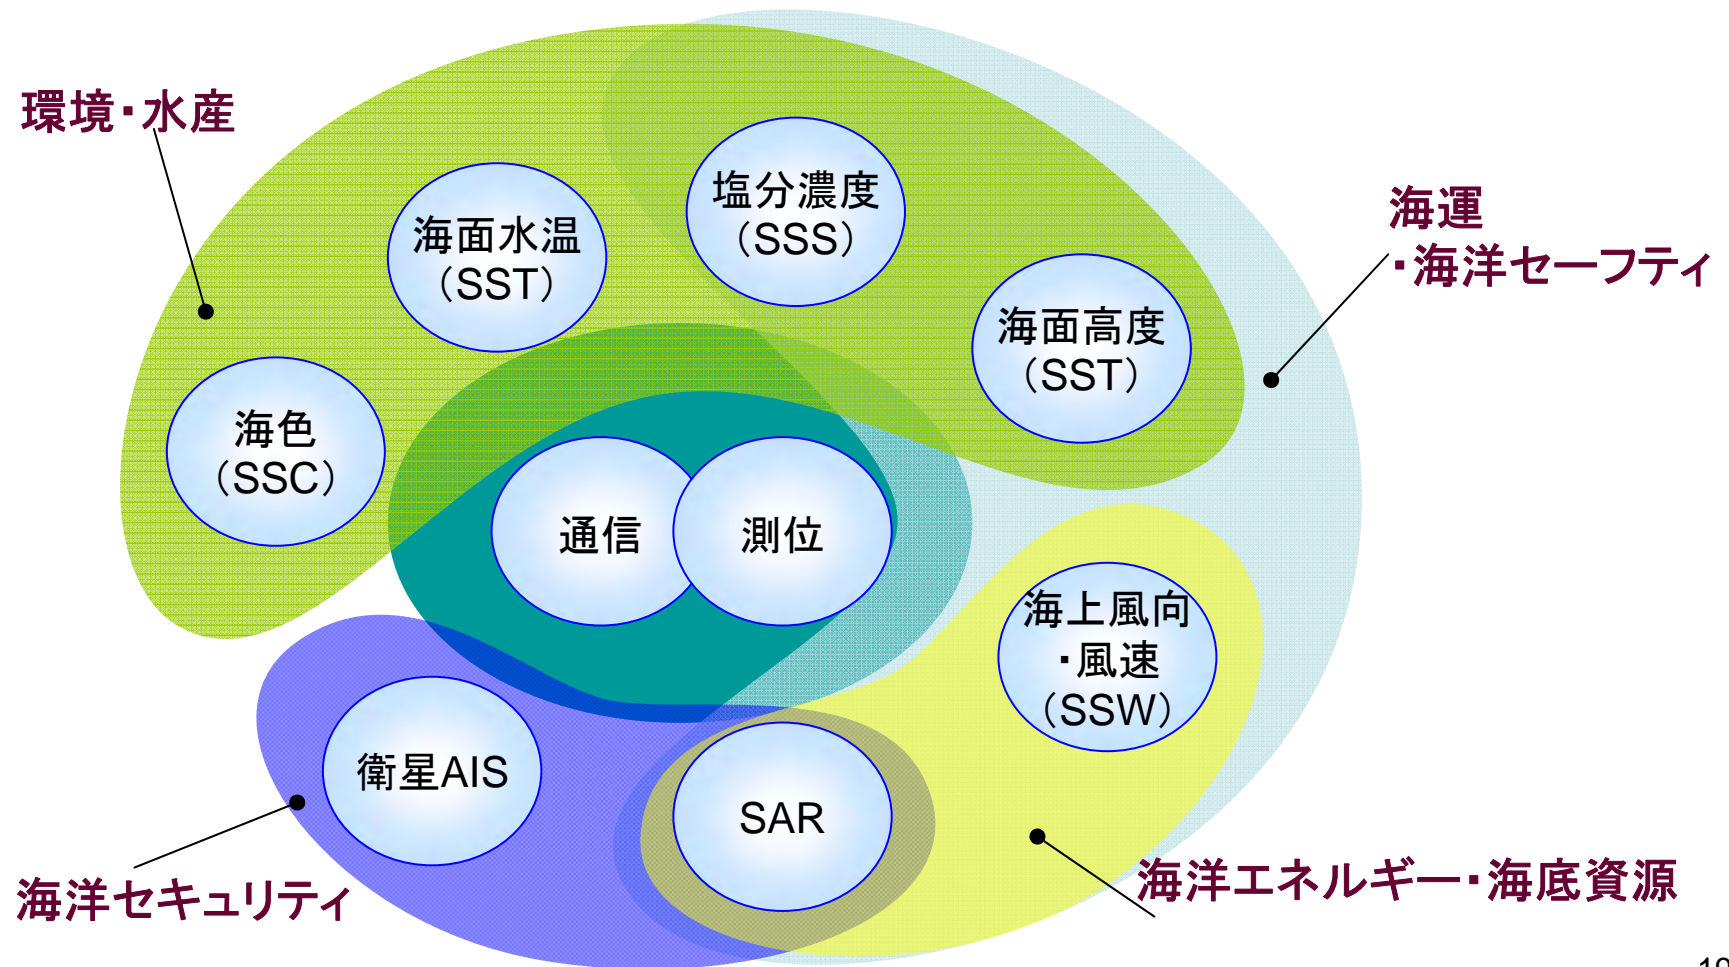 環境・水産
塩分濃度
（SSS）
海面水温
（SST）
海運
・海洋セーフティ
海面高度
（SST）
海色
（SSC）
通信
測位
海上風向
・風速
（SSW）
衛星AIS
SAR
海洋セキュリティ
海洋エネルギー・海底資源